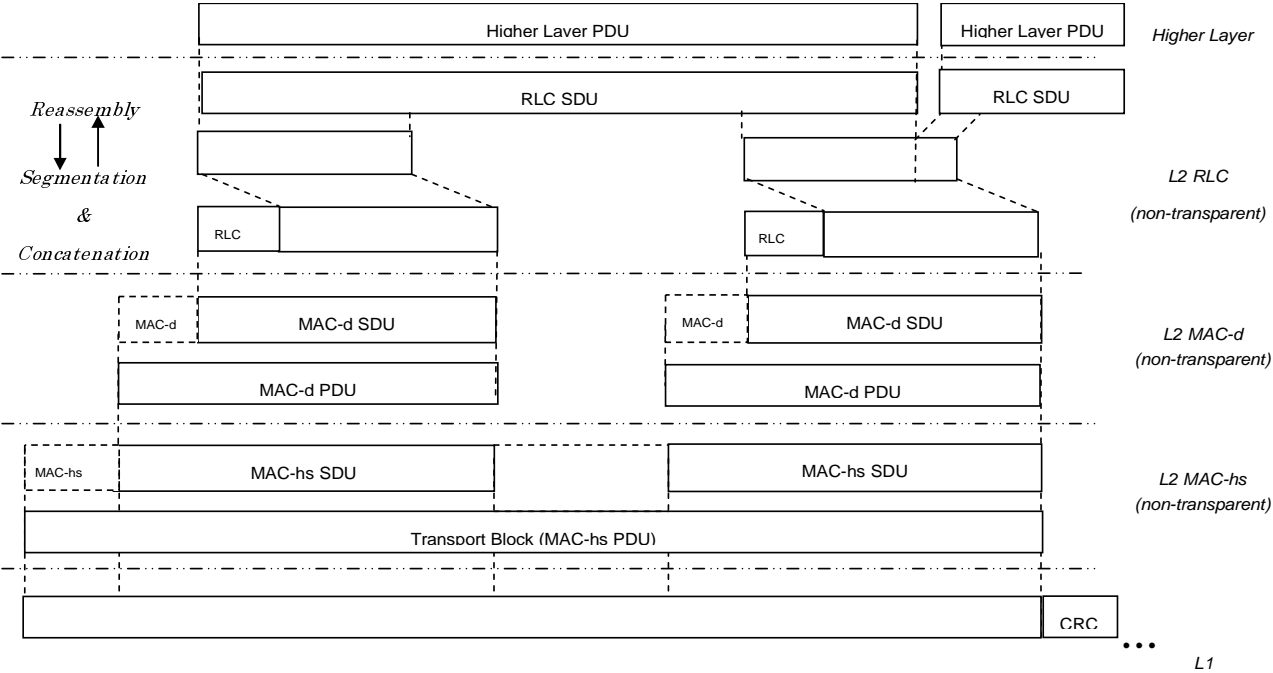 Higher Layer PDU
Higher Layer PDU
Higher Layer
RLC SDU
RLC SDU
Reassembly
Segmentation
&
Concatenation
L2 RLC
(non-transparent)
RLC
RLC
MAC-d
MAC-d SDU
MAC-d
MAC-d SDU
L2 MAC-d
(non-transparent)
MAC-d PDU
MAC-d PDU
MAC-hs
MAC-hs SDU
MAC-hs SDU
L2 MAC-hs
(non-transparent)
Transport Block (MAC-hs PDU)
CRC
L1